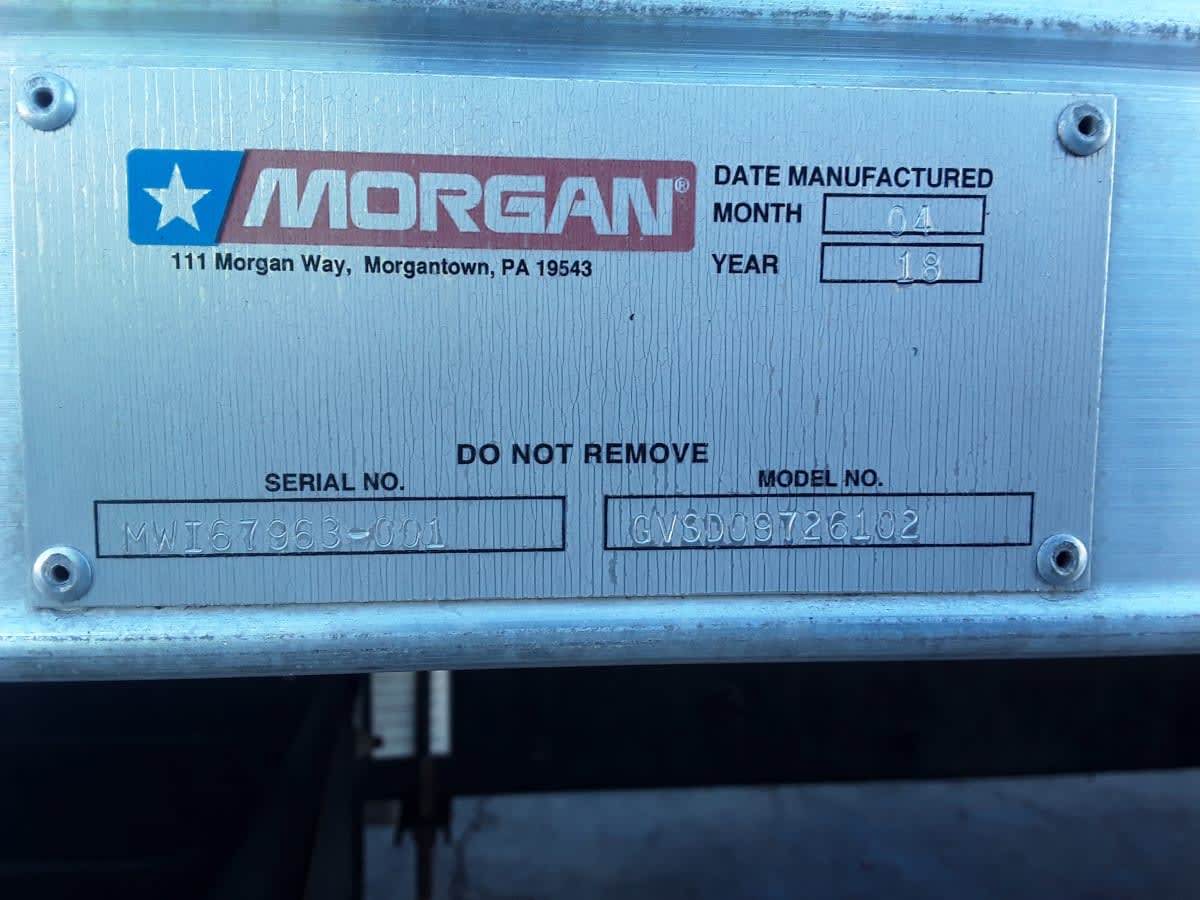 MORGAN®
111 Morgan Way, Morgantown, PA 19543
DATE MANUFACTURED
MONTH 04
YEAR 18
DO NOT REMOVE
SERIAL NO.
MWI67963-001
MODEL NO.
GVSD09726102